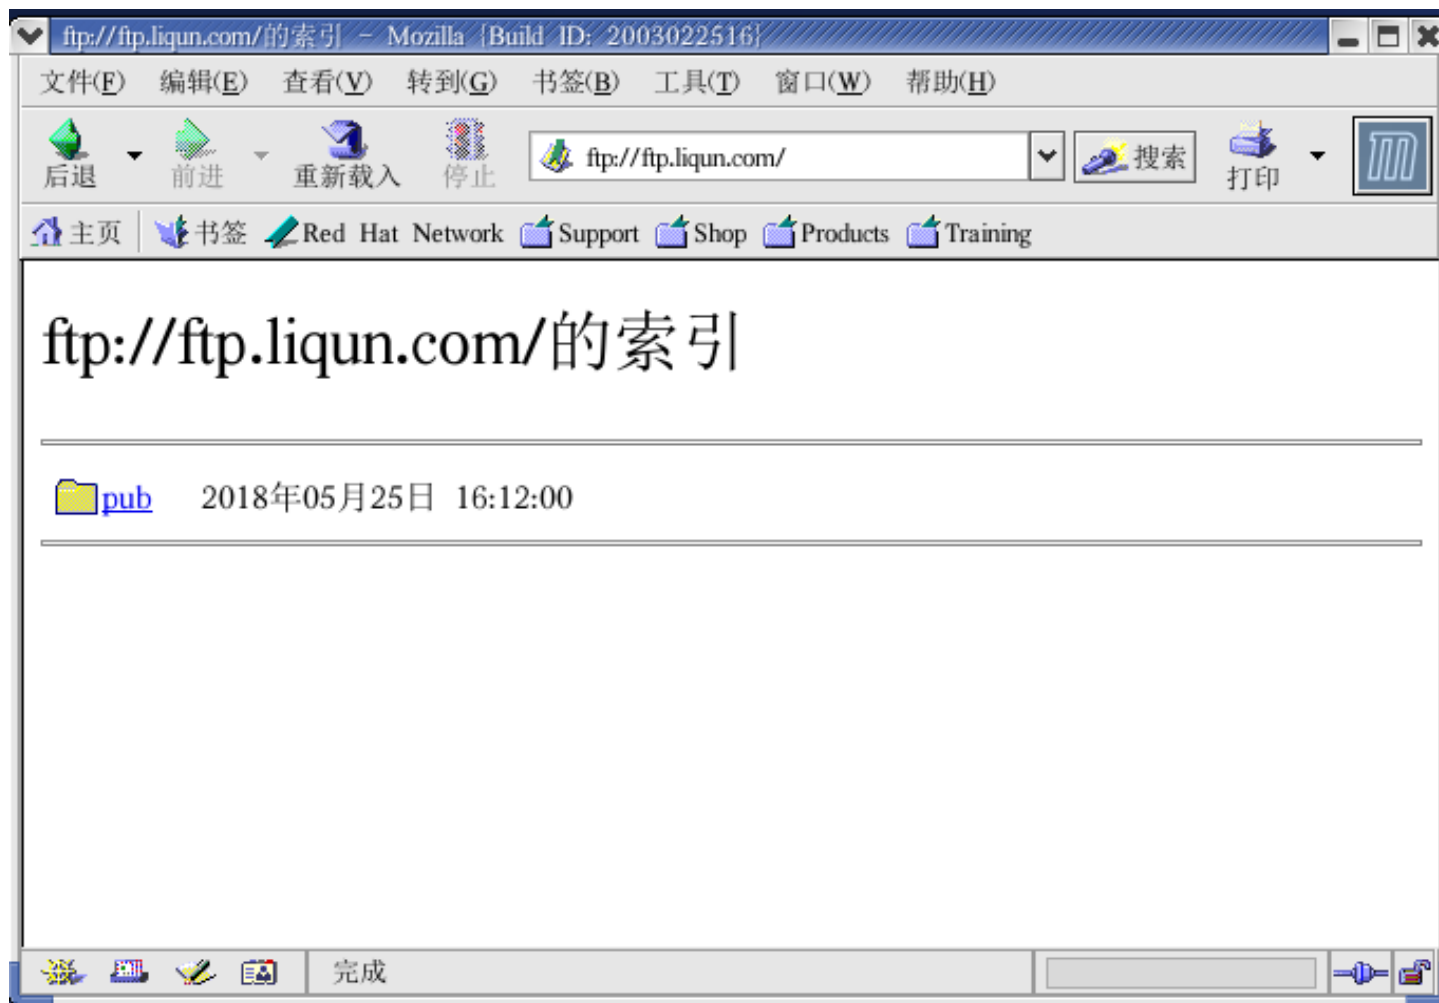 ftp://ftp.liqun.com/的索引 - Mozilla {Build ID: 2003022516}
文件(F) 编辑(E) 查看(V) 转到(G) 书签(B) 工具(T) 窗口(W) 帮助(H)
后退 前进 重新载入 停止 ftp://ftp.liqun.com/ 搜索 打印
主页 书签 Red Hat Network Support Shop Products Training
ftp://ftp.liqun.com/的索引
pub 2018年05月25日 16:12:00
完成